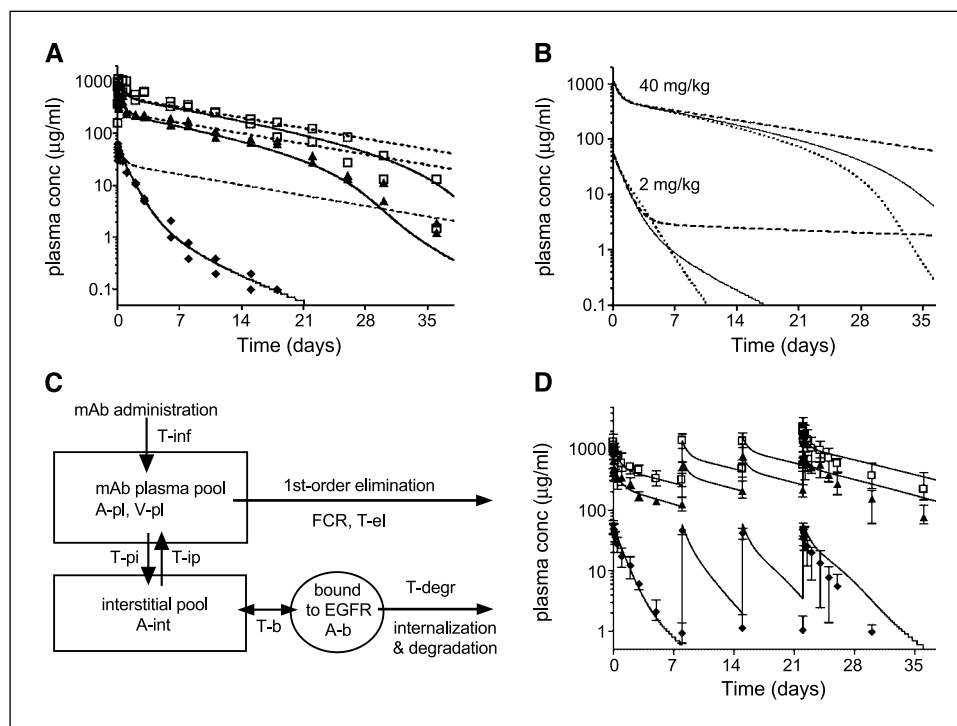 A
1000
100
10
1
0.1
plasma conc (µg/ml)
0 7 14 21 28 35
Time (days)
B
1000
100
10
1
0.1
plasma conc (µg/ml)
40 mg/kg
2 mg/kg
0 7 14 21 28 35
Time (days)
C
mAb administration
T-inf
mAb plasma pool
A-pl, V-pl
1st-order elimination
FCR, T-el
T-pi T-ip
interstitial pool
A-int
T-b
bound
to EGFR
A-b
T-degr
internalization
& degradation
D
1000
100
10
1
plasma conc (µg/ml)
0 7 14 21 28 35
Time (days)